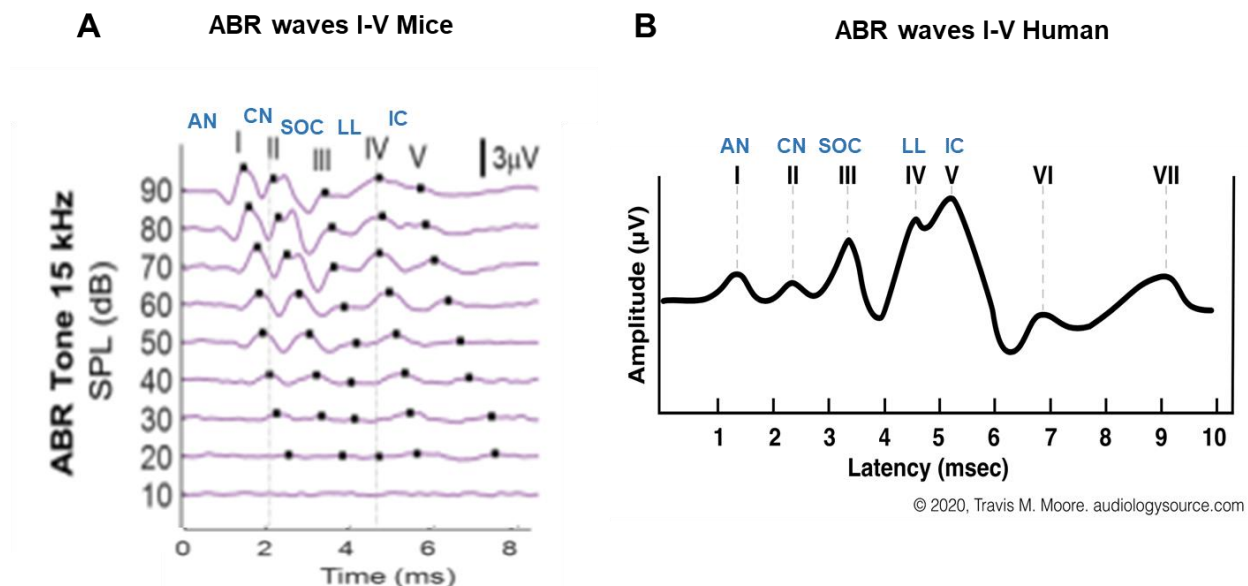 A
ABR waves I-V Mice
AN CN SOC LL IC
I II III IV V 3µV
ABR Tone 15 kHz
SPL (dB)
90
80
70
60
50
40
30
20
10
0 2 4 6 8
Time (ms)
B
ABR waves I-V Human
AN CN SOC LL IC
I II III IV V VI VII
Amplitude (µV)
1 2 3 4 5 6 7 8 9 10
Latency (msec)
© 2020, Travis M. Moore. audiologysource.com